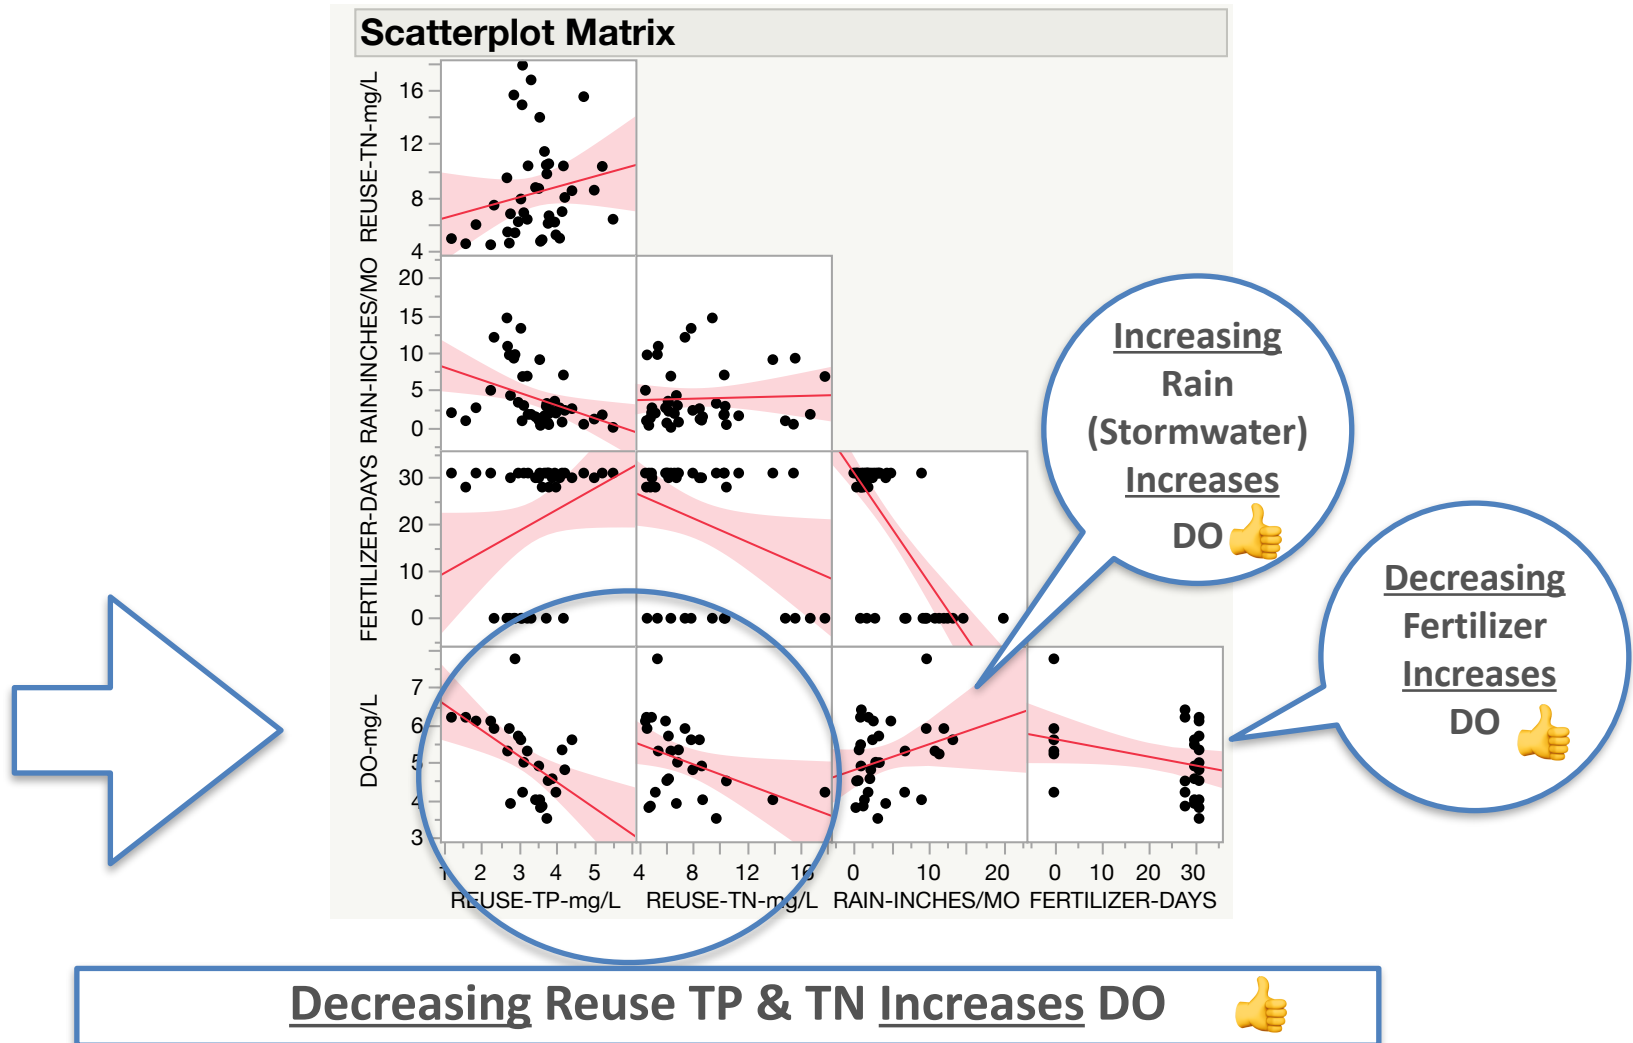 Scatterplot Matrix
REUSE-TN-mg/L
16
12
8
4
RAIN-INCHES/MO
20
15
10
5
0
FERTILIZER-DAYS
30
20
10
0
DO-mg/L
7
6
5
4
3
1 2 3 4 5 4 8 12 16 0 10 20 0 10 20 30
REUSE-TP-mg/L REUSE-TN-mg/L RAIN-INCHES/MO FERTILIZER-DAYS
Increasing
Rain
(Stormwater)
Increases
DO 👍
Decreasing
Fertilizer
Increases
DO 👍
Decreasing Reuse TP & TN Increases DO 👍